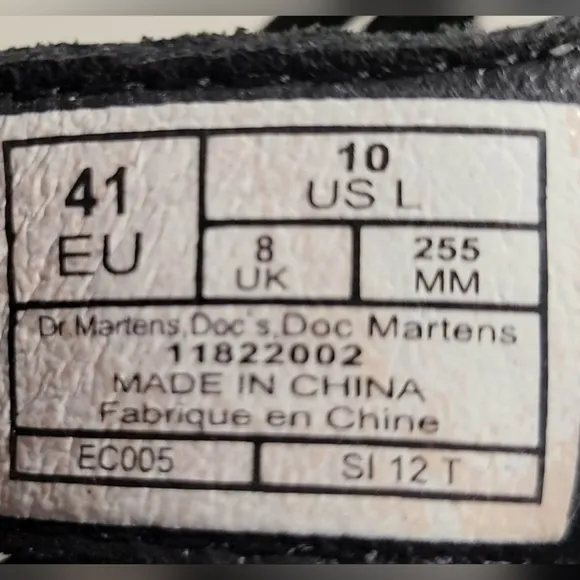 41
EU
10
US L
8
UK
255
MM
Dr.Martens,Doc's,Doc Martens
11822002
MADE IN CHINA
Fabrique en Chine
EC005
SI 12 T